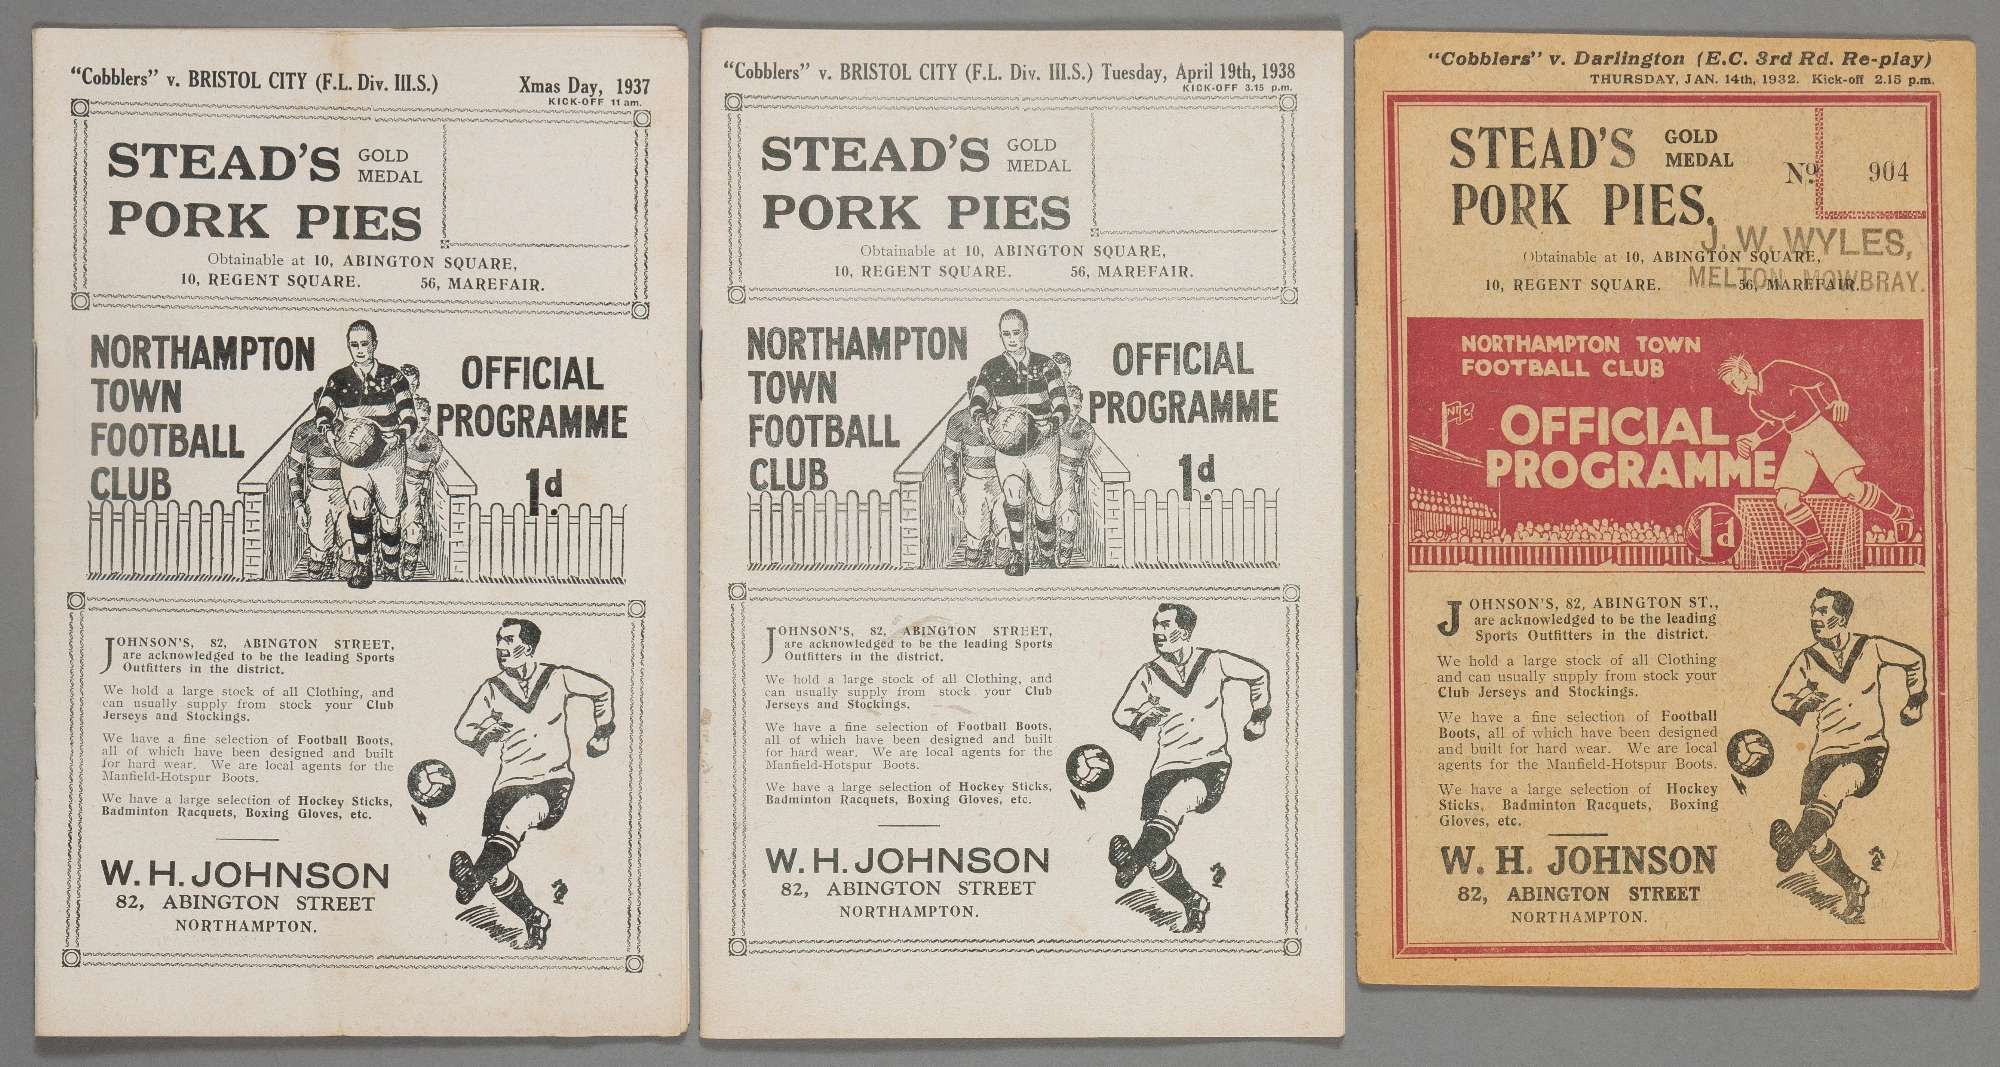 "Cobblers" v. BRISTOL CITY (F.L. Div. III.S.) Xmas Day, 1937
KICK-OFF 11 am.
STEAD'S GOLD MEDAL
PORK PIES
Obtainable at 10, ABINGTON SQUARE,
10, REGENT SQUARE. 56, MAREFAIR.
NORTHAMPTON
TOWN
FOOTBALL
CLUB
OFFICIAL
PROGRAMME
1d.
JOHNSON'S, 82, ABINGTON STREET,
are acknowledged to be the leading Sports
Outfitters in the district.
We hold a large stock of all Clothing, and
can usually supply from stock your Club
Jerseys and Stockings.
We have a fine selection of Football Boots,
all of which have been designed and built
for hard wear. We are local agents for the
Manfield-Hotspur Boots.
We have a large selection of Hockey Sticks,
Badminton Racquets, Boxing Gloves, etc.
W. H. JOHNSON
82, ABINGTON STREET
NORTHAMPTON.
"Cobblers" v. BRISTOL CITY (F.L. Div. III.S.) Tuesday, April 19th, 1938
KICK-OFF 3.15 p.m.
STEAD'S GOLD MEDAL
PORK PIES
Obtainable at 10, ABINGTON SQUARE,
10, REGENT SQUARE. 56, MAREFAIR.
NORTHAMPTON
TOWN
FOOTBALL
CLUB
OFFICIAL
PROGRAMME
1d.
JOHNSON'S, 82, ABINGTON STREET,
are acknowledged to be the leading Sports
Outfitters in the district.
We hold a large stock of all Clothing, and
can usually supply from stock your Club
Jerseys and Stockings.
We have a fine selection of Football Boots,
all of which have been designed and built
for hard wear. We are local agents for the
Manfield-Hotspur Boots.
We have a large selection of Hockey Sticks,
Badminton Racquets, Boxing Gloves, etc.
W. H. JOHNSON
82, ABINGTON STREET
NORTHAMPTON.
"Cobblers" v. Darlington (E.C. 3rd Rd. Re-play)
THURSDAY, JAN. 14th, 1932. Kick-off 2.15 p.m.
STEAD'S GOLD MEDAL
PORK PIES.
No. 904
J. W. WYLES,
MELTON MOWBRAY.
Obtainable at 10, ABINGTON SQUARE,
10, REGENT SQUARE. 56, MAREFAIR.
NORTHAMPTON TOWN
FOOTBALL CLUB
NTFC
OFFICIAL
PROGRAMME
1d
JOHNSON'S, 82, ABINGTON ST.,
are acknowledged to be the leading
Sports Outfitters in the district.
We hold a large stock of all Clothing
and can usually supply from stock your
Club Jerseys and Stockings.
We have a fine selection of Football
Boots, all of which have been designed
and built for hard wear. We are local
agents for the Manfield-Hotspur Boots.
We have a large selection of Hockey
Sticks, Badminton Racquets, Boxing
Gloves, etc.
W. H. JOHNSON
82, ABINGTON STREET
NORTHAMPTON.